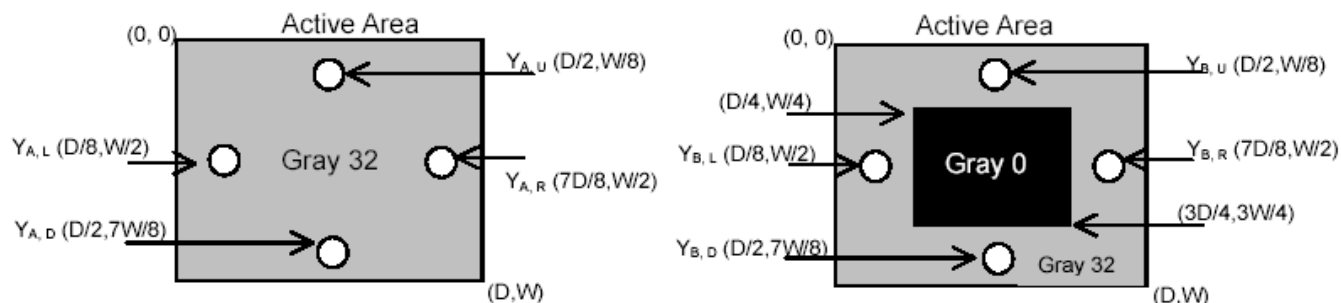 Active Area
(0, 0)
YA, U (D/2,W/8)
YA, L (D/8,W/2)
Gray 32
YA, R (7D/8,W/2)
YA, D (D/2,7W/8)
(D,W)
Active Area
(0, 0)
YB, U (D/2,W/8)
(D/4,W/4)
YB, L (D/8,W/2)
Gray 0
YB, R (7D/8,W/2)
(3D/4,3W/4)
YB, D (D/2,7W/8)
Gray 32
(D,W)